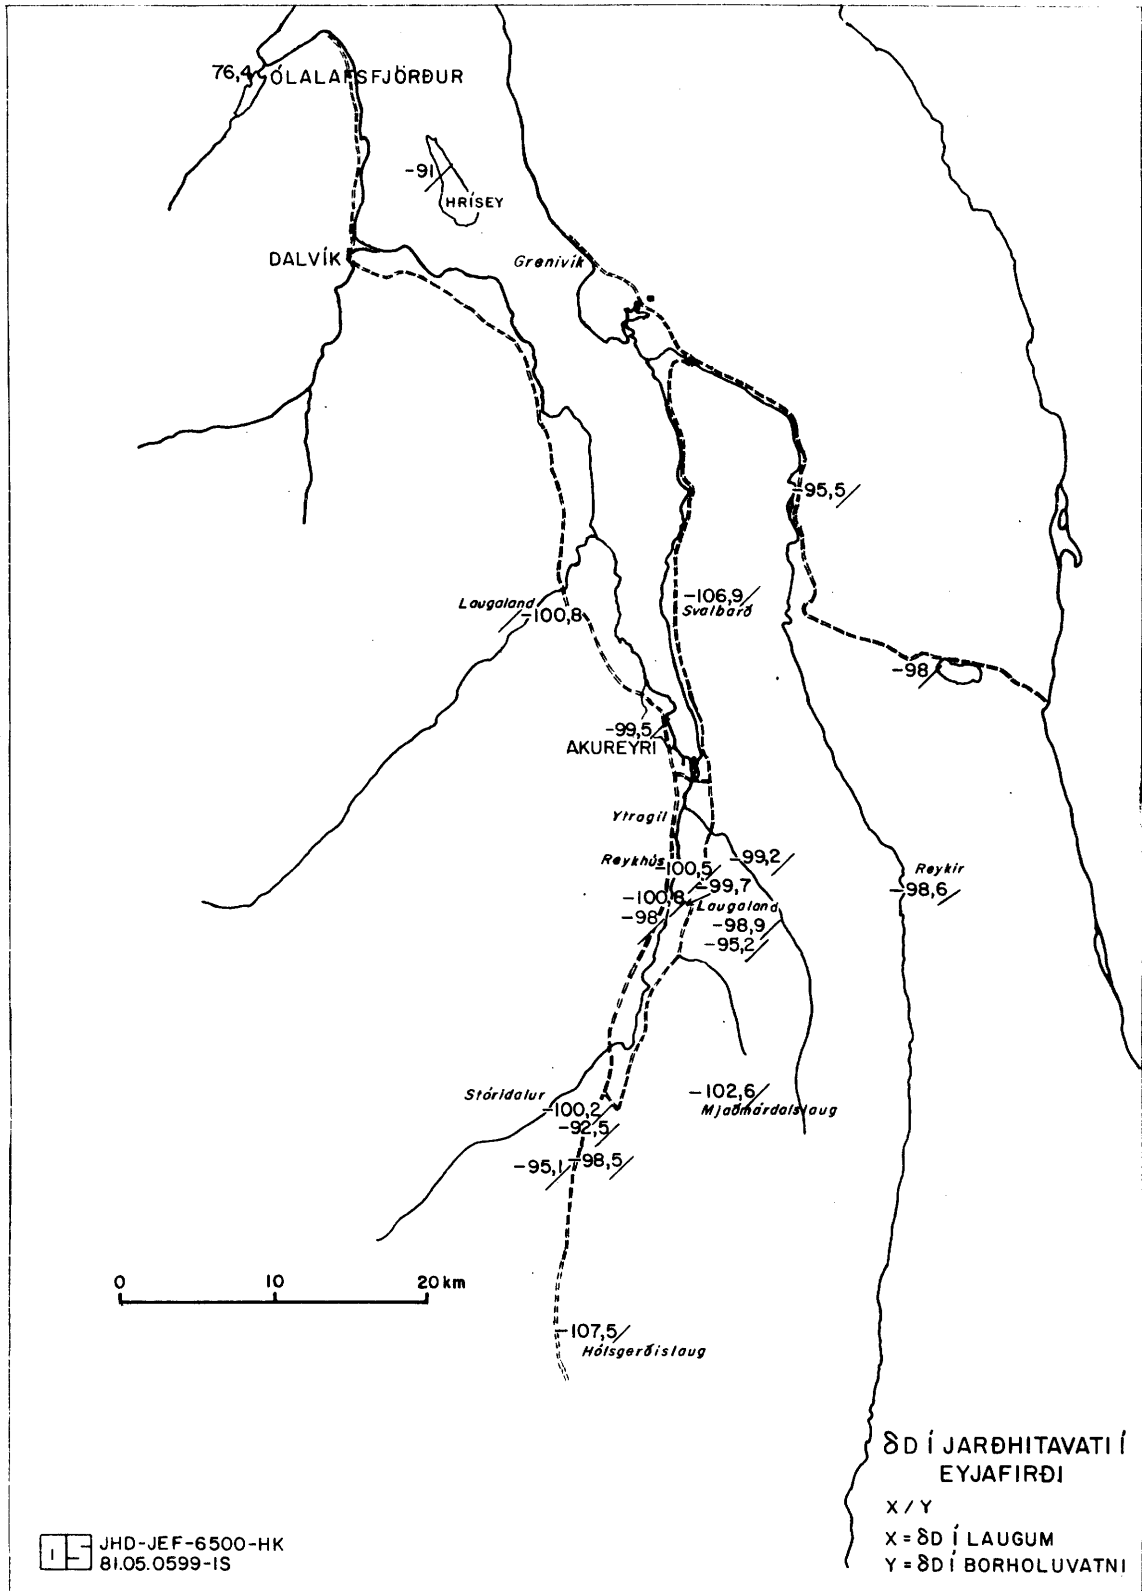 76,4
ÓLALAFSFJÖRÐUR
-91
HRÍSEY
DALVÍK
Grenivík
-95,5/
-106,9/
Svalbarð
Laugaland
/-100,8
-98/
-99,5/
AKUREYRI
Ytragil
Reykhús
-100,5/
-99,2/
-99,7
-100,8/
Laugaland
-98/
-98,9/
-95,2/
Reykir
-98,6/
Stóridalur
-100,2/
-92,5/
-95,1/
-98,5/
-102,6/
Mjaðmárdalslaug
0 10 20 km
-107,5/
Hólsgerðislaug
δD Í JARÐHITAVATI Í
EYJAFIRÐI
X / Y
X = δD Í LAUGUM
Y = δD Í BORHOLUVATNI
JHD-JEF-6500-HK
81.05.0599-IS